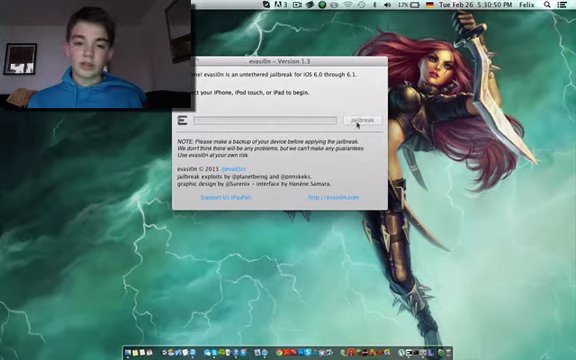 17%
Tue Feb 26 5:30:50 PM Felix
evasi0n – Version 1.3
ome! evasi0n is an untethered jailbreak for iOS 6.0 through 6.1.
ect your iPhone, iPod touch, or iPad to begin.
Jailbreak
NOTE: Please make a backup of your device before applying the jailbreak.
We don't think there will be any problems, but we can't make any guarantees.
Use evasi0n at your own risk.
evasi0n © 2013 @evad3rs
jailbreak exploits by @planetbeing and @pimskeks.
graphic design by @Surenix – interface by Hanéne Samara.
Support Us (PayPal)
http://evasi0n.com